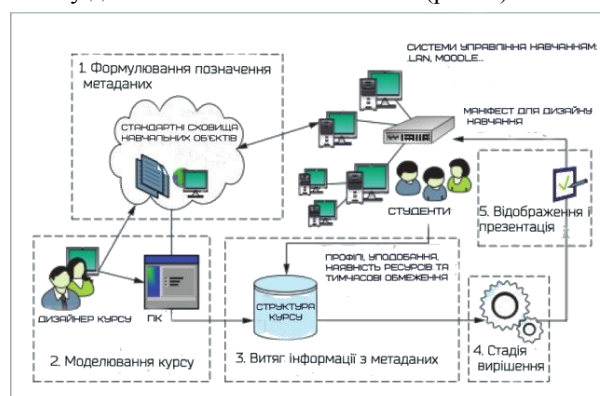 СИСТЕМИ УПРАВЛІННЯ НАВЧАННЯМ:
LAN, MOODLE...
1. Формулювання позначення
метаданих
СТАНДАРТНІ СХОВИЩА
НАВЧАЛЬНИХ ОБ'ЄКТІВ
МАНІФЕСТ ДЛЯ ДИЗАЙНУ
НАВЧАННЯ
СТУДЕНТИ
5. Відображення і
презентація
ПРОФІЛІ, УПОДОБАННЯ,
НАЯВНІСТЬ РЕСУРСІВ ТА
ТИМЧАСОВІ ОБМЕЖЕННЯ
ДИЗАЙНЕР КУРСУ
ПК
2. Моделювання курсу
СТРУКТУРА
КУРСУ
3. Витяг інформації з метаданих
4. Стадія
вирішення